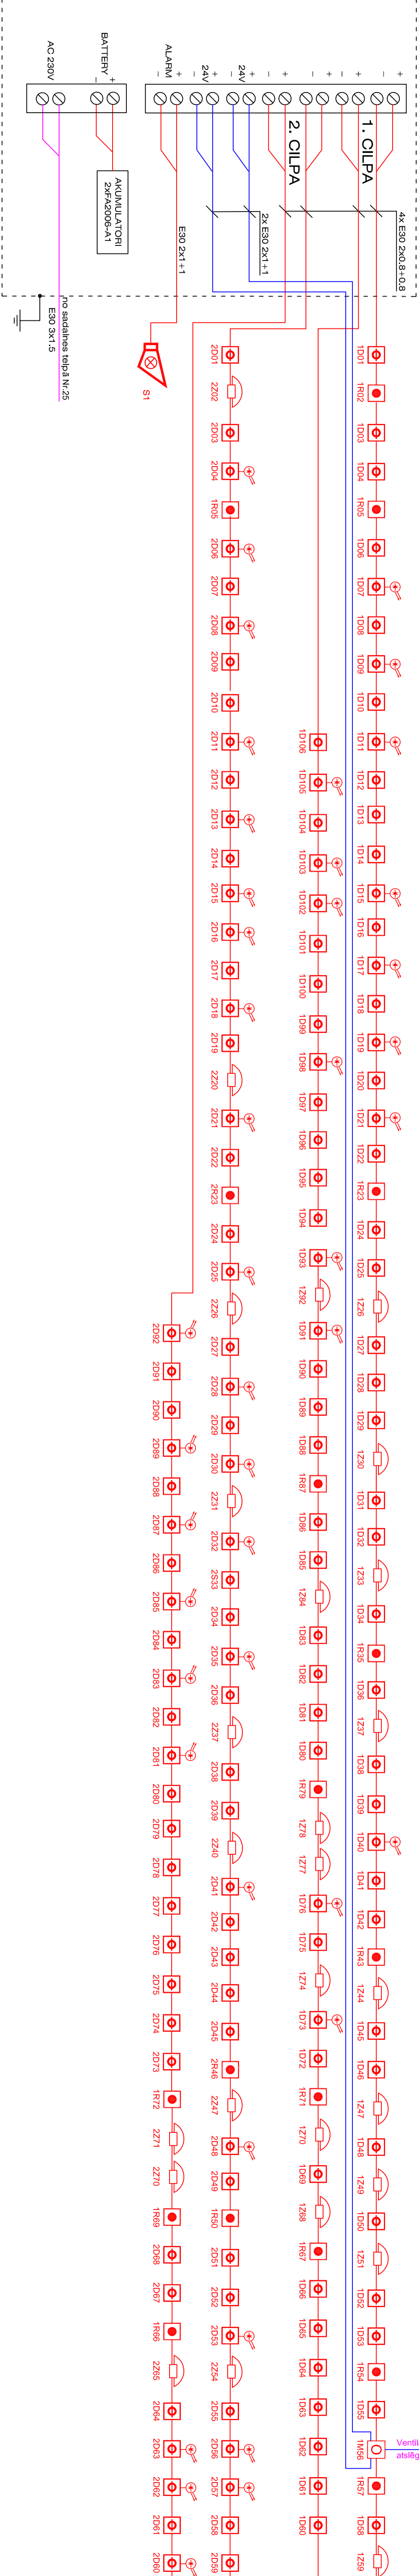 AC 230V
BATTERY
- +
ALARM
- +
24V
- +
24V
- +
- +
- +
- +
- +
1. CILPA
2. CILPA
AKUMULATORI
2xFA2006-A1
4x E30 2x0.8+0.8
2x E30 2x1+1
E30 2x1+1
no sadalnes telpā Nr.25
E30 3x1.5
S1
1D01 1R02 1D03 1D04 1R05 1D06 1D07 1D08 1D09 1D10 1D11 1D12 1D13 1D14 1D15 1D16 1D17 1D18 1D19 1D20 1D21 1D22 1R23 1D24 1D25 1Z26 1D27 1D28 1D29 1Z30 1D31 1D32 1Z33 1D34 1R35 1D36 1Z37 1D38 1D39 1D40 1D41 1D42 1R43 1Z44 1D45 1D46 1Z47 1D48 1Z49 1D50 1Z51 1D52 1D53 1R54 1D55 1M56 1R57 1D58 1Z59
Ventil
atslēg
1D106 1D105 1D104 1D103 1D102 1D101 1D100 1D99 1D98 1D97 1D96 1D95 1D94 1D93 1Z92 1D91 1D90 1D89 1D88 1R87 1D86 1D85 1Z84 1D83 1D82 1D81 1D80 1R79 1Z78 1Z77 1D76 1D75 1Z74 1D73 1D72 1R71 1Z70 1D69 1Z68 1R67 1D66 1D65 1D64 1D63 1D62 1D61 1D60
2D01 2Z02 2D03 2D04 1R05 2D06 2D07 2D08 2D09 2D10 2D11 2D12 2D13 2D14 2D15 2D16 2D17 2D18 2D19 2Z20 2D21 2D22 2R23 2D24 2D25 2Z26 2D27 2D28 2D29 2D30 2Z31 2D32 2S33 2D34 2D35 2D36 2Z37 2D38 2D39 2Z40 2D41 2D42 2D43 2D44 2D45 2R46 2Z47 2D48 2D49 1R50 2D51 2D52 2D53 2Z54 2D55 2D56 2D57 2D58 2D59
2D92 2D91 2D90 2D89 2D88 2D87 2D86 2D85 2D84 2D83 2D82 2D81 2D80 2D79 2D78 2D77 2D76 2D75 2D74 2D73 1R72 2Z71 2Z70 1R69 2D68 2D67 1R66 2Z65 2D64 2D63 2D62 2D61 2D60